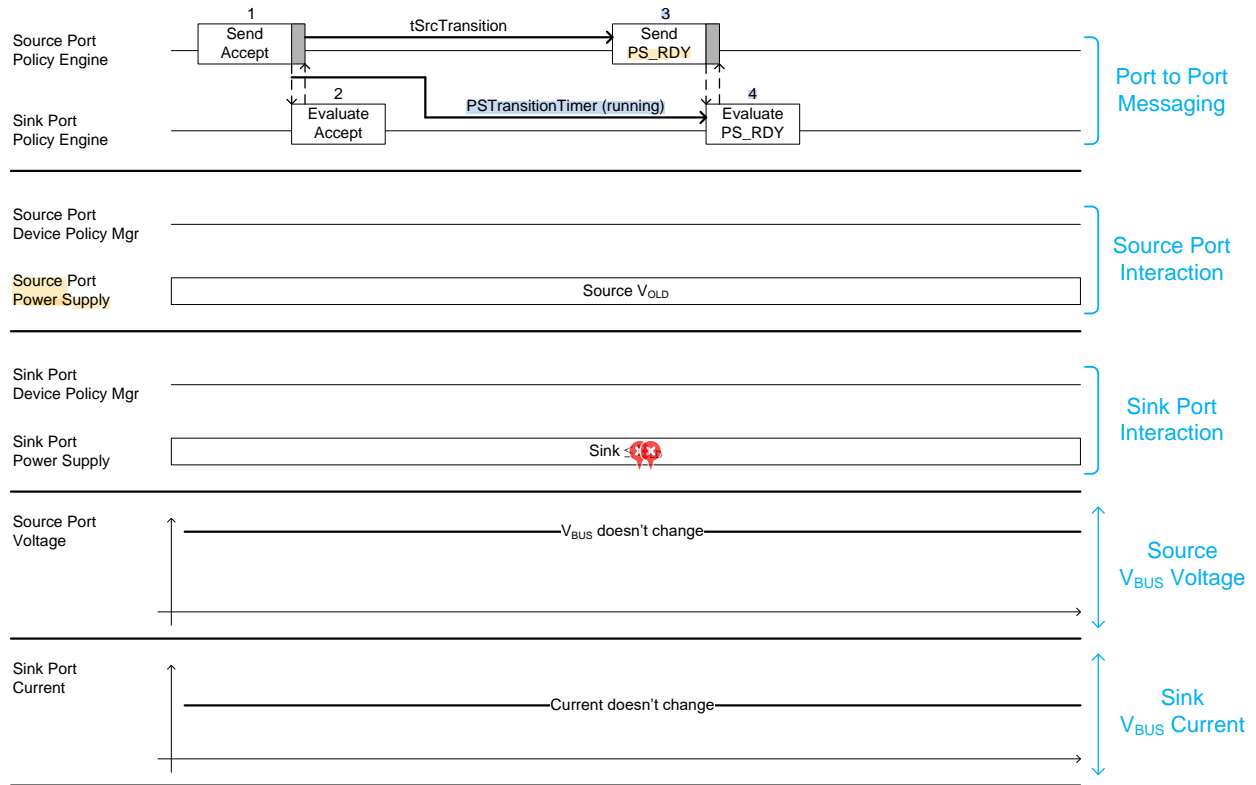 1
3
Source Port
Policy Engine
Send
Accept
tSrcTransition
Send
PS_RDY
Port to Port
Messaging
2
4
Sink Port
Policy Engine
Evaluate
Accept
PSTransitionTimer (running)
Evaluate
PS_RDY
Source Port
Device Policy Mgr
Source Port
Power Supply
Source VOLD
Source Port
Interaction
Sink Port
Device Policy Mgr
Sink Port
Power Supply
Sink ≤
Sink Port
Interaction
Source Port
Voltage
VBUS doesn't change
Source
VBUS Voltage
Sink Port
Current
Current doesn't change
Sink
VBUS Current